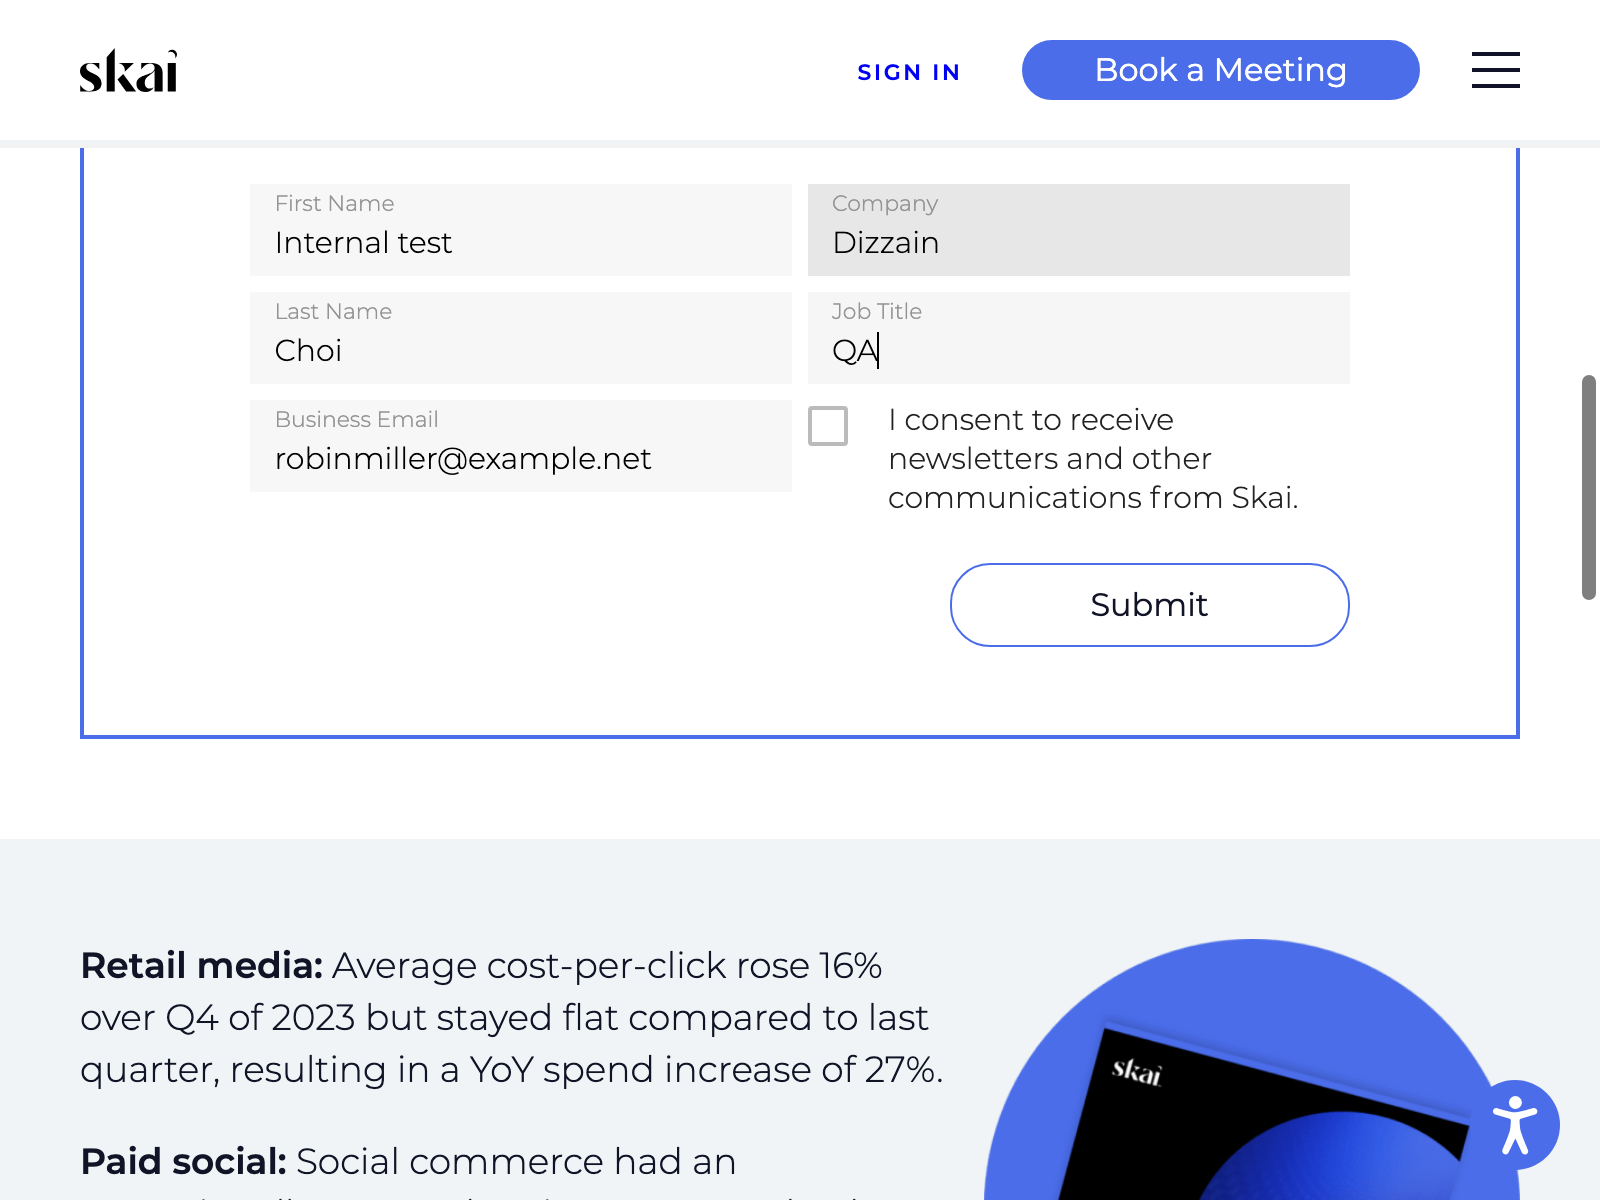 skai
SIGN IN
Book a Meeting
First Name
Internal test
Company
Dizzain
Last Name
Choi
Job Title
QA
Business Email
robinmiller@example.net
I consent to receive
newsletters and other
communications from Skai.
Submit
Retail media: Average cost-per-click rose 16%
over Q4 of 2023 but stayed flat compared to last
quarter, resulting in a YoY spend increase of 27%.
skai
Paid social: Social commerce had an